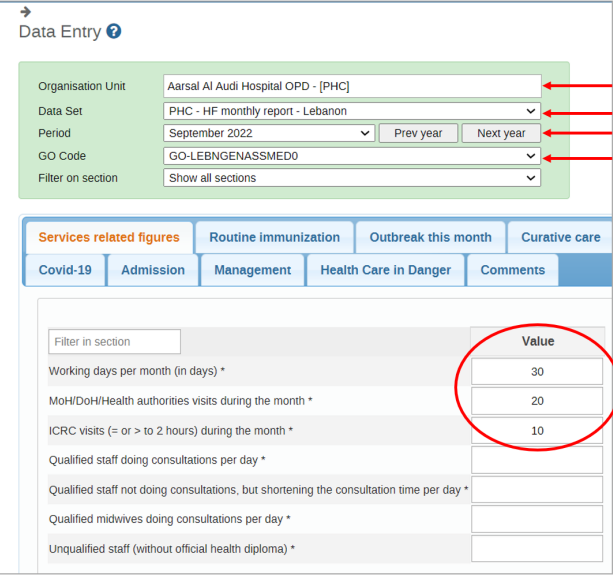 Data Entry
Organisation Unit Aarsal Al Audi Hospital OPD - [PHC]
Data Set PHC - HF monthly report - Lebanon
Period September 2022 Prev year Next year
GO Code GO-LEBNGENASSMED0
Filter on section Show all sections
Services related figures Routine immunization Outbreak this month Curative care
Covid-19 Admission Management Health Care in Danger Comments
Filter in section Value
Working days per month (in days) * 30
MoH/DoH/Health authorities visits during the month * 20
ICRC visits (= or > to 2 hours) during the month * 10
Qualified staff doing consultations per day *
Qualified staff not doing consultations, but shortening the consultation time per day *
Qualified midwives doing consultations per day *
Unqualified staff (without official health diploma) *